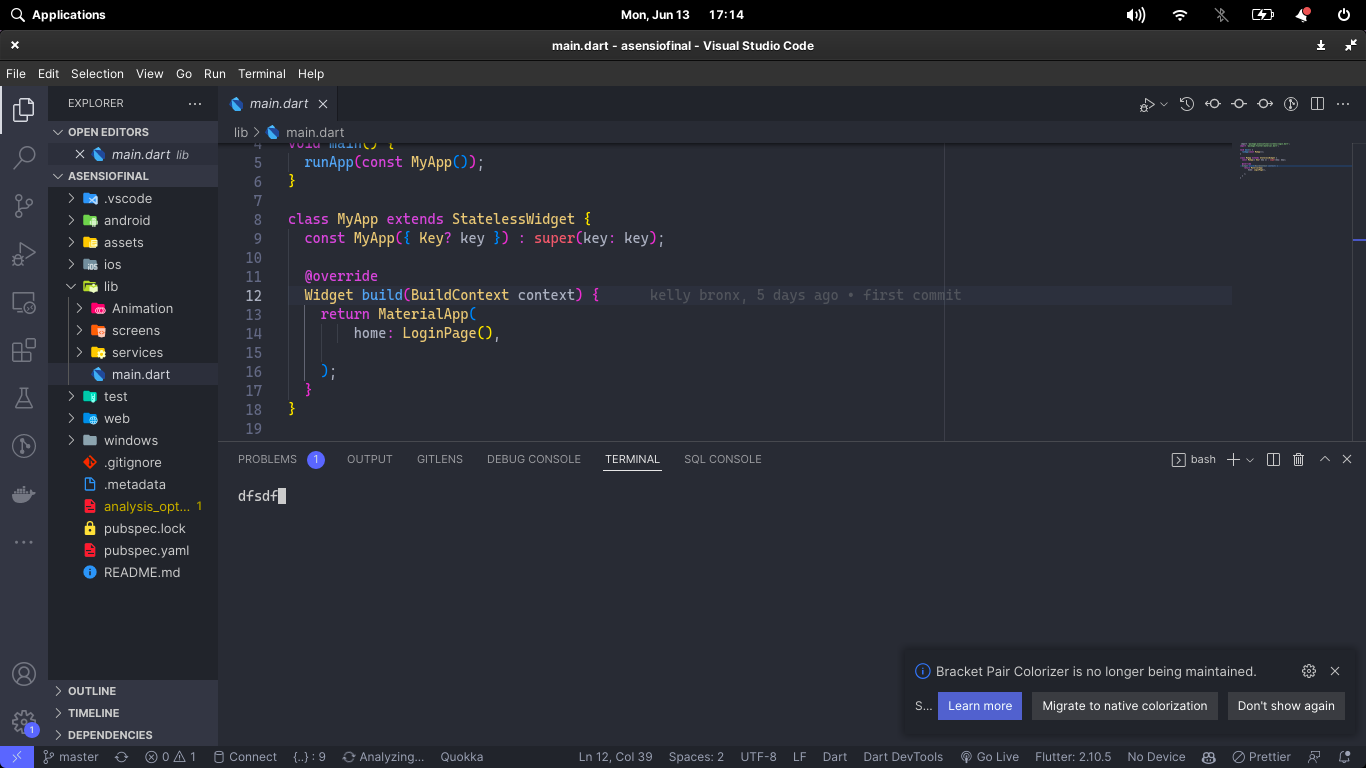 Applications
Mon, Jun 13 17:14
main.dart - asensiofinal - Visual Studio Code
File Edit Selection View Go Run Terminal Help
EXPLORER
OPEN EDITORS
main.dart lib
ASENSIOFINAL
.vscode
android
assets
ios
lib
Animation
screens
services
main.dart
test
web
windows
.gitignore
.metadata
analysis_opt... 1
pubspec.lock
pubspec.yaml
README.md
OUTLINE
TIMELINE
DEPENDENCIES
1
main.dart
lib > main.dart
4 void main() {
5 runApp(const MyApp());
6 }
7
8 class MyApp extends StatelessWidget {
9 const MyApp({ Key? key }) : super(key: key);
10
11 @override
12 Widget build(BuildContext context) { kelly bronx, 5 days ago • first commit
13 return MaterialApp(
14 home: LoginPage(),
15
16 );
17 }
18 }
19
PROBLEMS 1 OUTPUT GITLENS DEBUG CONSOLE TERMINAL SQL CONSOLE bash
dfsdf
Bracket Pair Colorizer is no longer being maintained.
S... Learn more Migrate to native colorization Don't show again
master 0 1 Connect {..} : 9 Analyzing... Quokka Ln 12, Col 39 Spaces: 2 UTF-8 LF Dart Dart DevTools Go Live Flutter: 2.10.5 No Device Prettier